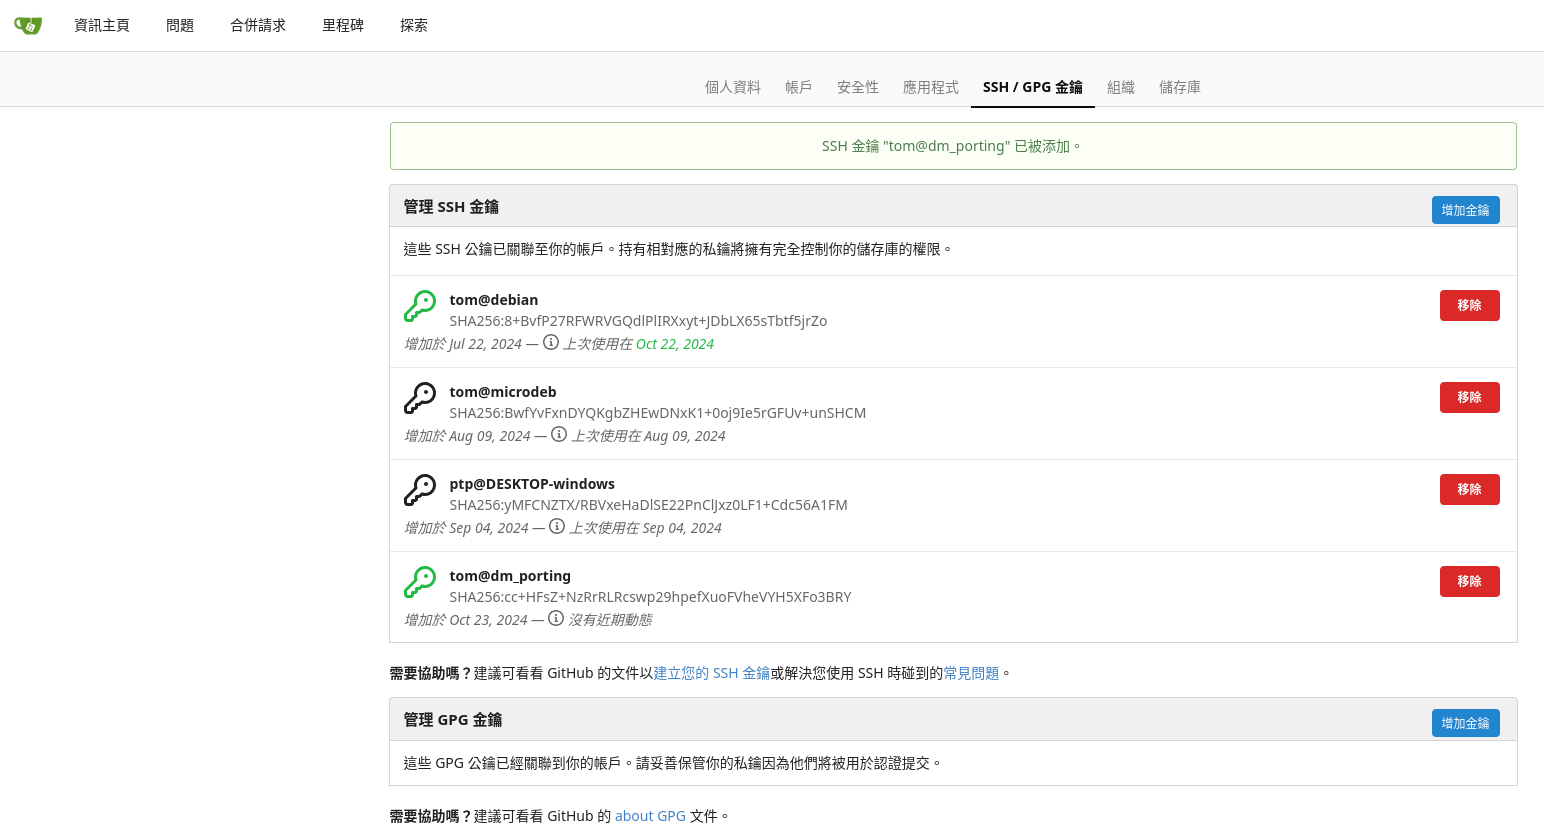 資訊主頁 問題 合併請求 里程碑 探索
個人資料 帳戶 安全性 應用程式 SSH / GPG 金鑰 組織 儲存庫
SSH 金鑰 "tom@dm_porting" 已被添加。
管理 SSH 金鑰 增加金鑰
這些 SSH 公鑰已關聯至你的帳戶。持有相對應的私鑰將擁有完全控制你的儲存庫的權限。
tom@debian 移除
SHA256:8+BvfP27RFWRVGQdlPlIRXxyt+JDbLX65sTbtf5jrZo
增加於 Jul 22, 2024 — 上次使用在 Oct 22, 2024
tom@microdeb 移除
SHA256:BwfYvFxnDYQKgbZHEwDNxK1+0oj9Ie5rGFUv+unSHCM
增加於 Aug 09, 2024 — 上次使用在 Aug 09, 2024
ptp@DESKTOP-windows 移除
SHA256:yMFCNZTX/RBVxeHaDlSE22PnClJxz0LF1+Cdc56A1FM
增加於 Sep 04, 2024 — 上次使用在 Sep 04, 2024
tom@dm_porting 移除
SHA256:cc+HFsZ+NzRrRLRcswp29hpefXuoFVheVYH5XFo3BRY
增加於 Oct 23, 2024 — 沒有近期動態
需要協助嗎？建議可看看 GitHub 的文件以建立您的 SSH 金鑰或解決您使用 SSH 時碰到的常見問題。
管理 GPG 金鑰 增加金鑰
這些 GPG 公鑰已經關聯到你的帳戶。請妥善保管你的私鑰因為他們將被用於認證提交。
需要協助嗎？建議可看看 GitHub 的 about GPG 文件。